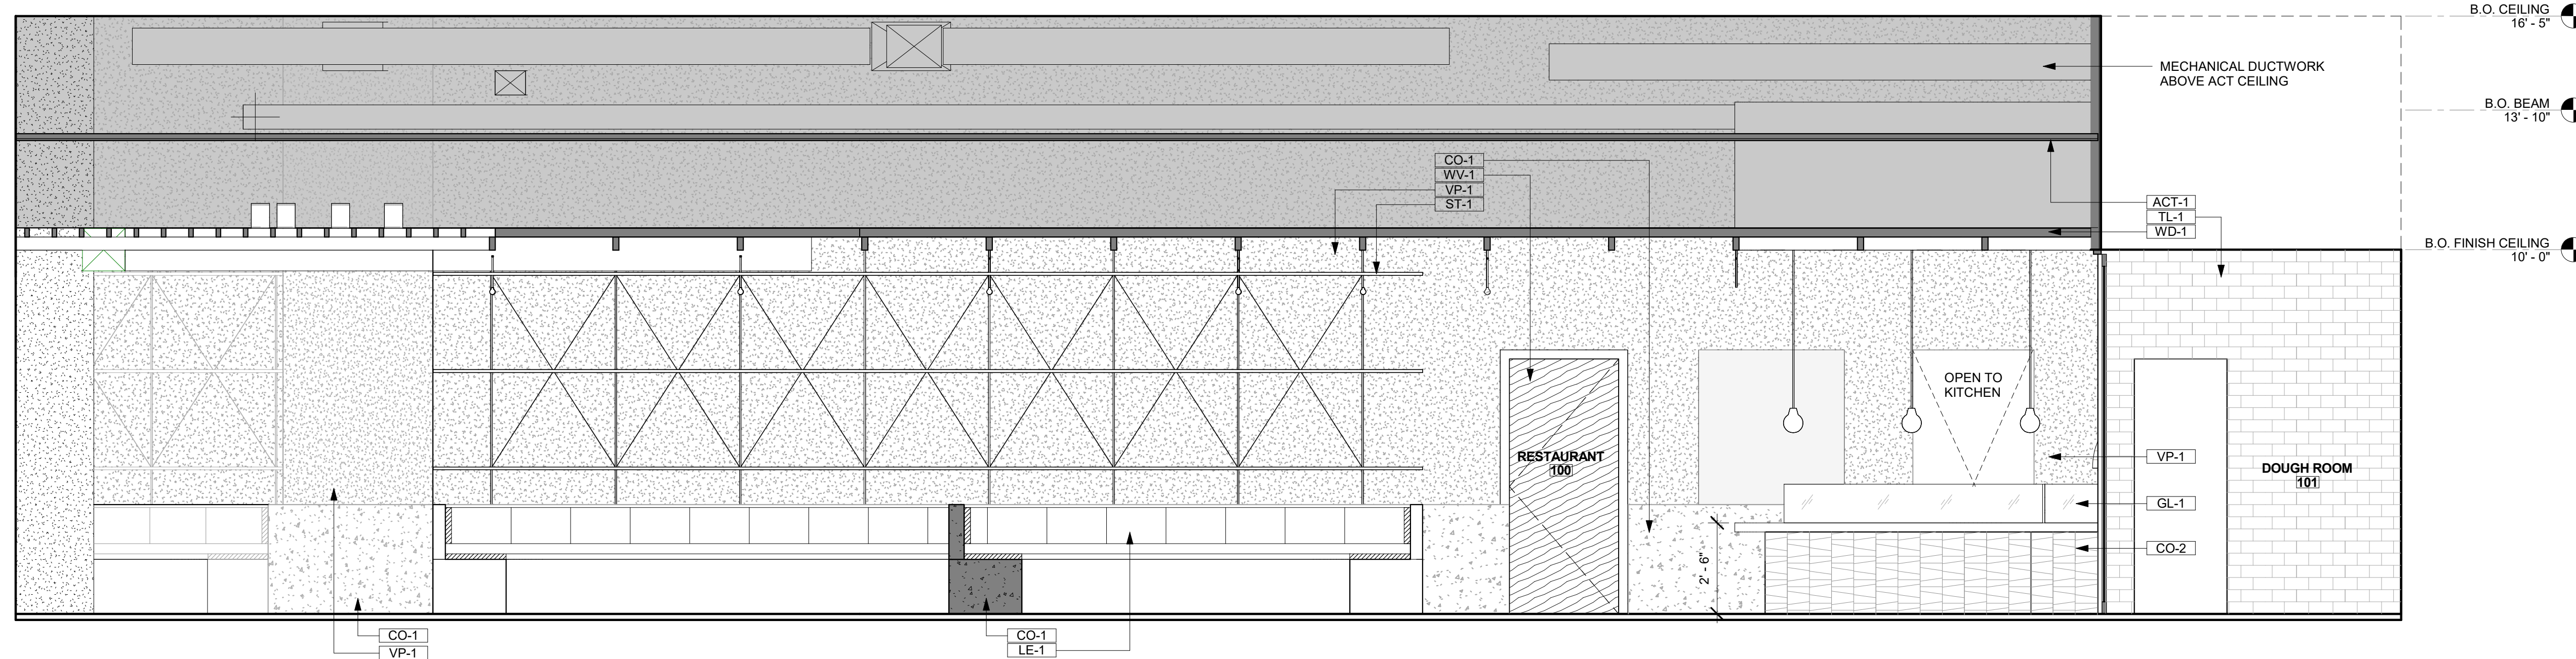 B.O. CEILING
16' - 5"
MECHANICAL DUCTWORK
ABOVE ACT CEILING
B.O. BEAM
13' - 10"
CO-1
WV-1
VP-1
ST-1
ACT-1
TL-1
WD-1
B.O. FINISH CEILING
10' - 0"
OPEN TO
KITCHEN
RESTAURANT
100
VP-1
DOUGH ROOM
101
GL-1
CO-2
2' - 6"
CO-1
VP-1
CO-1
LE-1